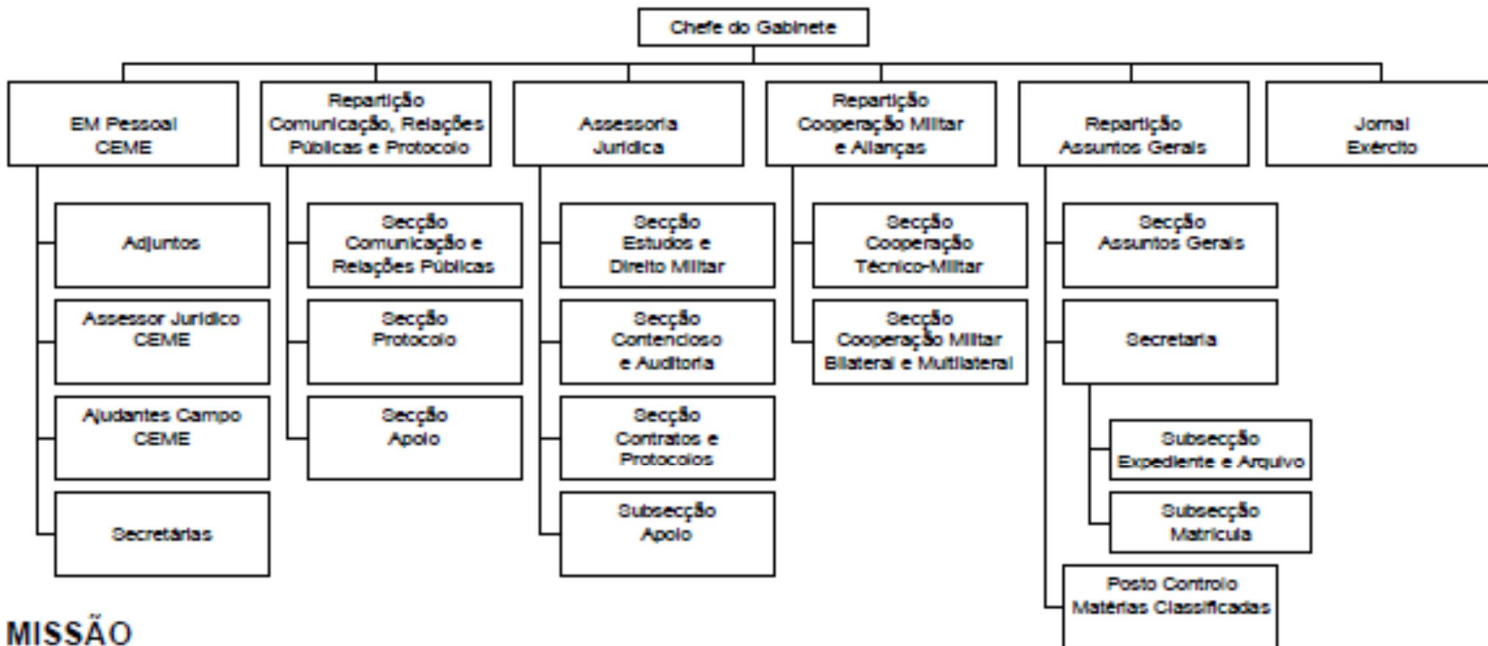 Chefe do Gabinete
EM Pessoal
CEME
Repartição
Comunicação, Relações
Públicas e Protocolo
Assessoria
Jurídica
Repartição
Cooperação Militar
e Alianças
Repartição
Assuntos Gerais
Jornal
Exército
Adjuntos
Assessor Jurídico
CEME
Ajudantes Campo
CEME
Secretárias
Secção
Comunicação e
Relações Públicas
Secção
Protocolo
Secção
Apoio
Secção
Estudos e
Direito Militar
Secção
Contencioso
e Auditoria
Secção
Contratos e
Protocolos
Subsecção
Apoio
Secção
Cooperação
Técnico-Militar
Secção
Cooperação Militar
Bilateral e Multilateral
Secção
Assuntos Gerais
Secretaria
Subsecção
Expediente e Arquivo
Subsecção
Matrícula
Posto Controlo
Matérias Classificadas
MISSÃO